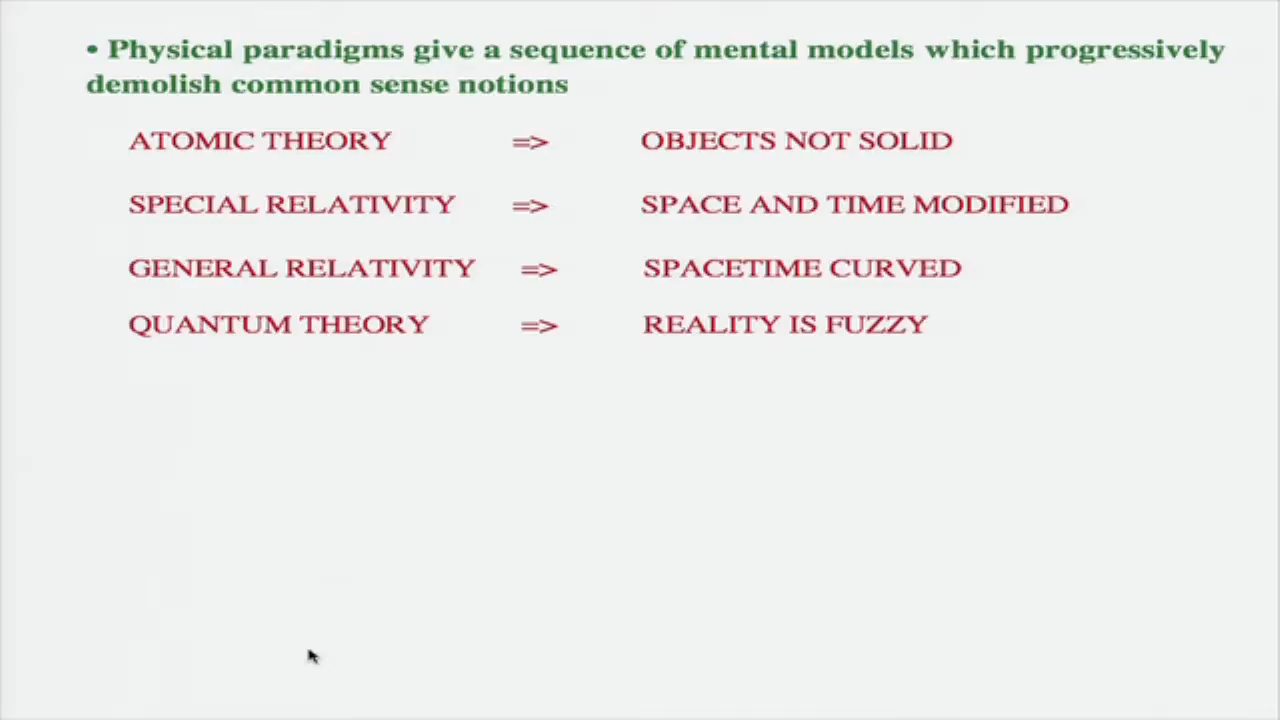 • Physical paradigms give a sequence of mental models which progressively
demolish common sense notions
ATOMIC THEORY => OBJECTS NOT SOLID
SPECIAL RELATIVITY => SPACE AND TIME MODIFIED
GENERAL RELATIVITY => SPACETIME CURVED
QUANTUM THEORY => REALITY IS FUZZY